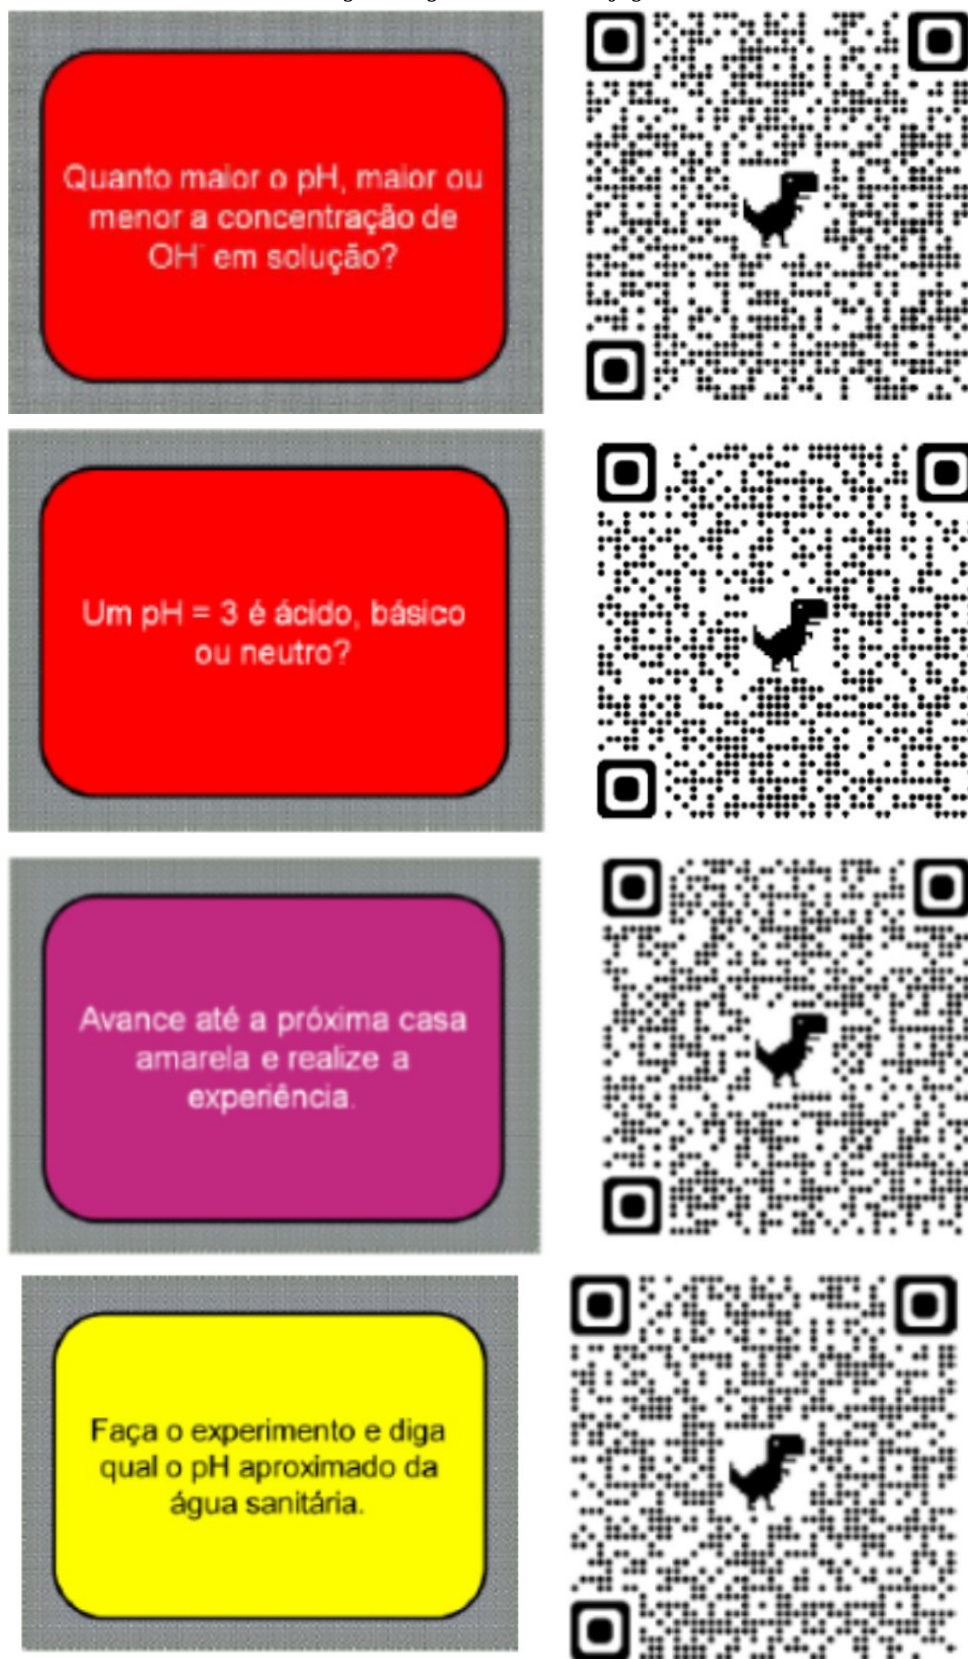 Quanto maior o pH, maior ou
menor a concentração de
OH⁻ em solução?
Um pH = 3 é ácido, básico
ou neutro?
Avance até a próxima casa
amarela e realize a
experiência.
Faça o experimento e diga
qual o pH aproximado da
água sanitária.